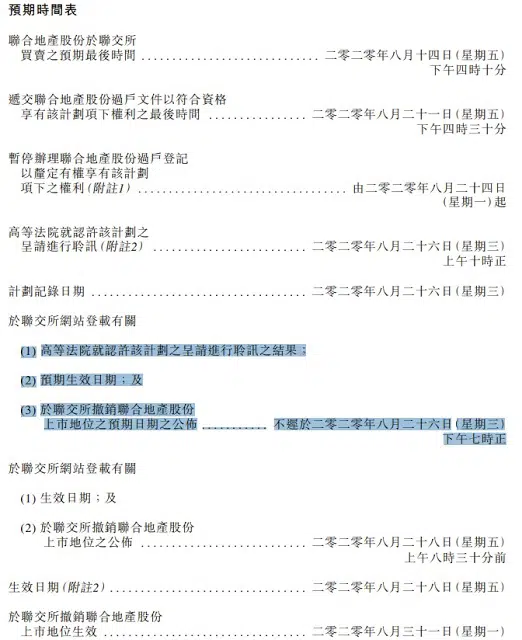 預期時間表
聯合地產股份於聯交所
買賣之預期最後時間 .............................. 二零二零年八月十四日(星期五)
下午四時十分
遞交聯合地產股份過戶文件以符合資格
享有該計劃項下權利之最後時間 ................. 二零二零年八月二十一日(星期五)
下午四時三十分
暫停辦理聯合地產股份過戶登記
以釐定有權享有該計劃
項下之權利(附註1) ................................ 由二零二零年八月二十四日
(星期一)起
高等法院就認許該計劃之
呈請進行聆訊(附註2) ........................... 二零二零年八月二十六日(星期三)
上午十時正
計劃記錄日期 ...................................... 二零二零年八月二十六日(星期三)
於聯交所網站登載有關
(1) 高等法院就認許該計劃之呈請進行聆訊之結果；
(2) 預期生效日期；及
(3) 於聯交所撤銷聯合地產股份
上市地位之預期日期之公佈 ........... 不遲於二零二零年八月二十六日(星期三)
下午七時正
於聯交所網站登載有關
(1) 生效日期；及
(2) 於聯交所撤銷聯合地產股份
上市地位之公佈 ............................. 二零二零年八月二十八日(星期五)
上午八時三十分前
生效日期(附註2) ................................... 二零二零年八月二十八日(星期五)
於聯交所撤銷聯合地產股份
上市地位生效 .................................... 二零二零年八月三十一日(星期一)